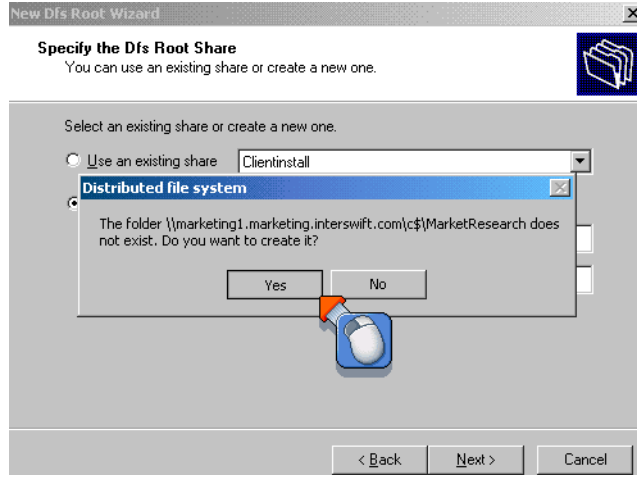 New Dfs Root Wizard
Specify the Dfs Root Share
You can use an existing share or create a new one.
Select an existing share or create a new one.
Use an existing share Clientinstall
Distributed file system
The folder \\marketing1.marketing.interswift.com\c$\MarketResearch does
not exist. Do you want to create it?
Yes No
< Back Next > Cancel